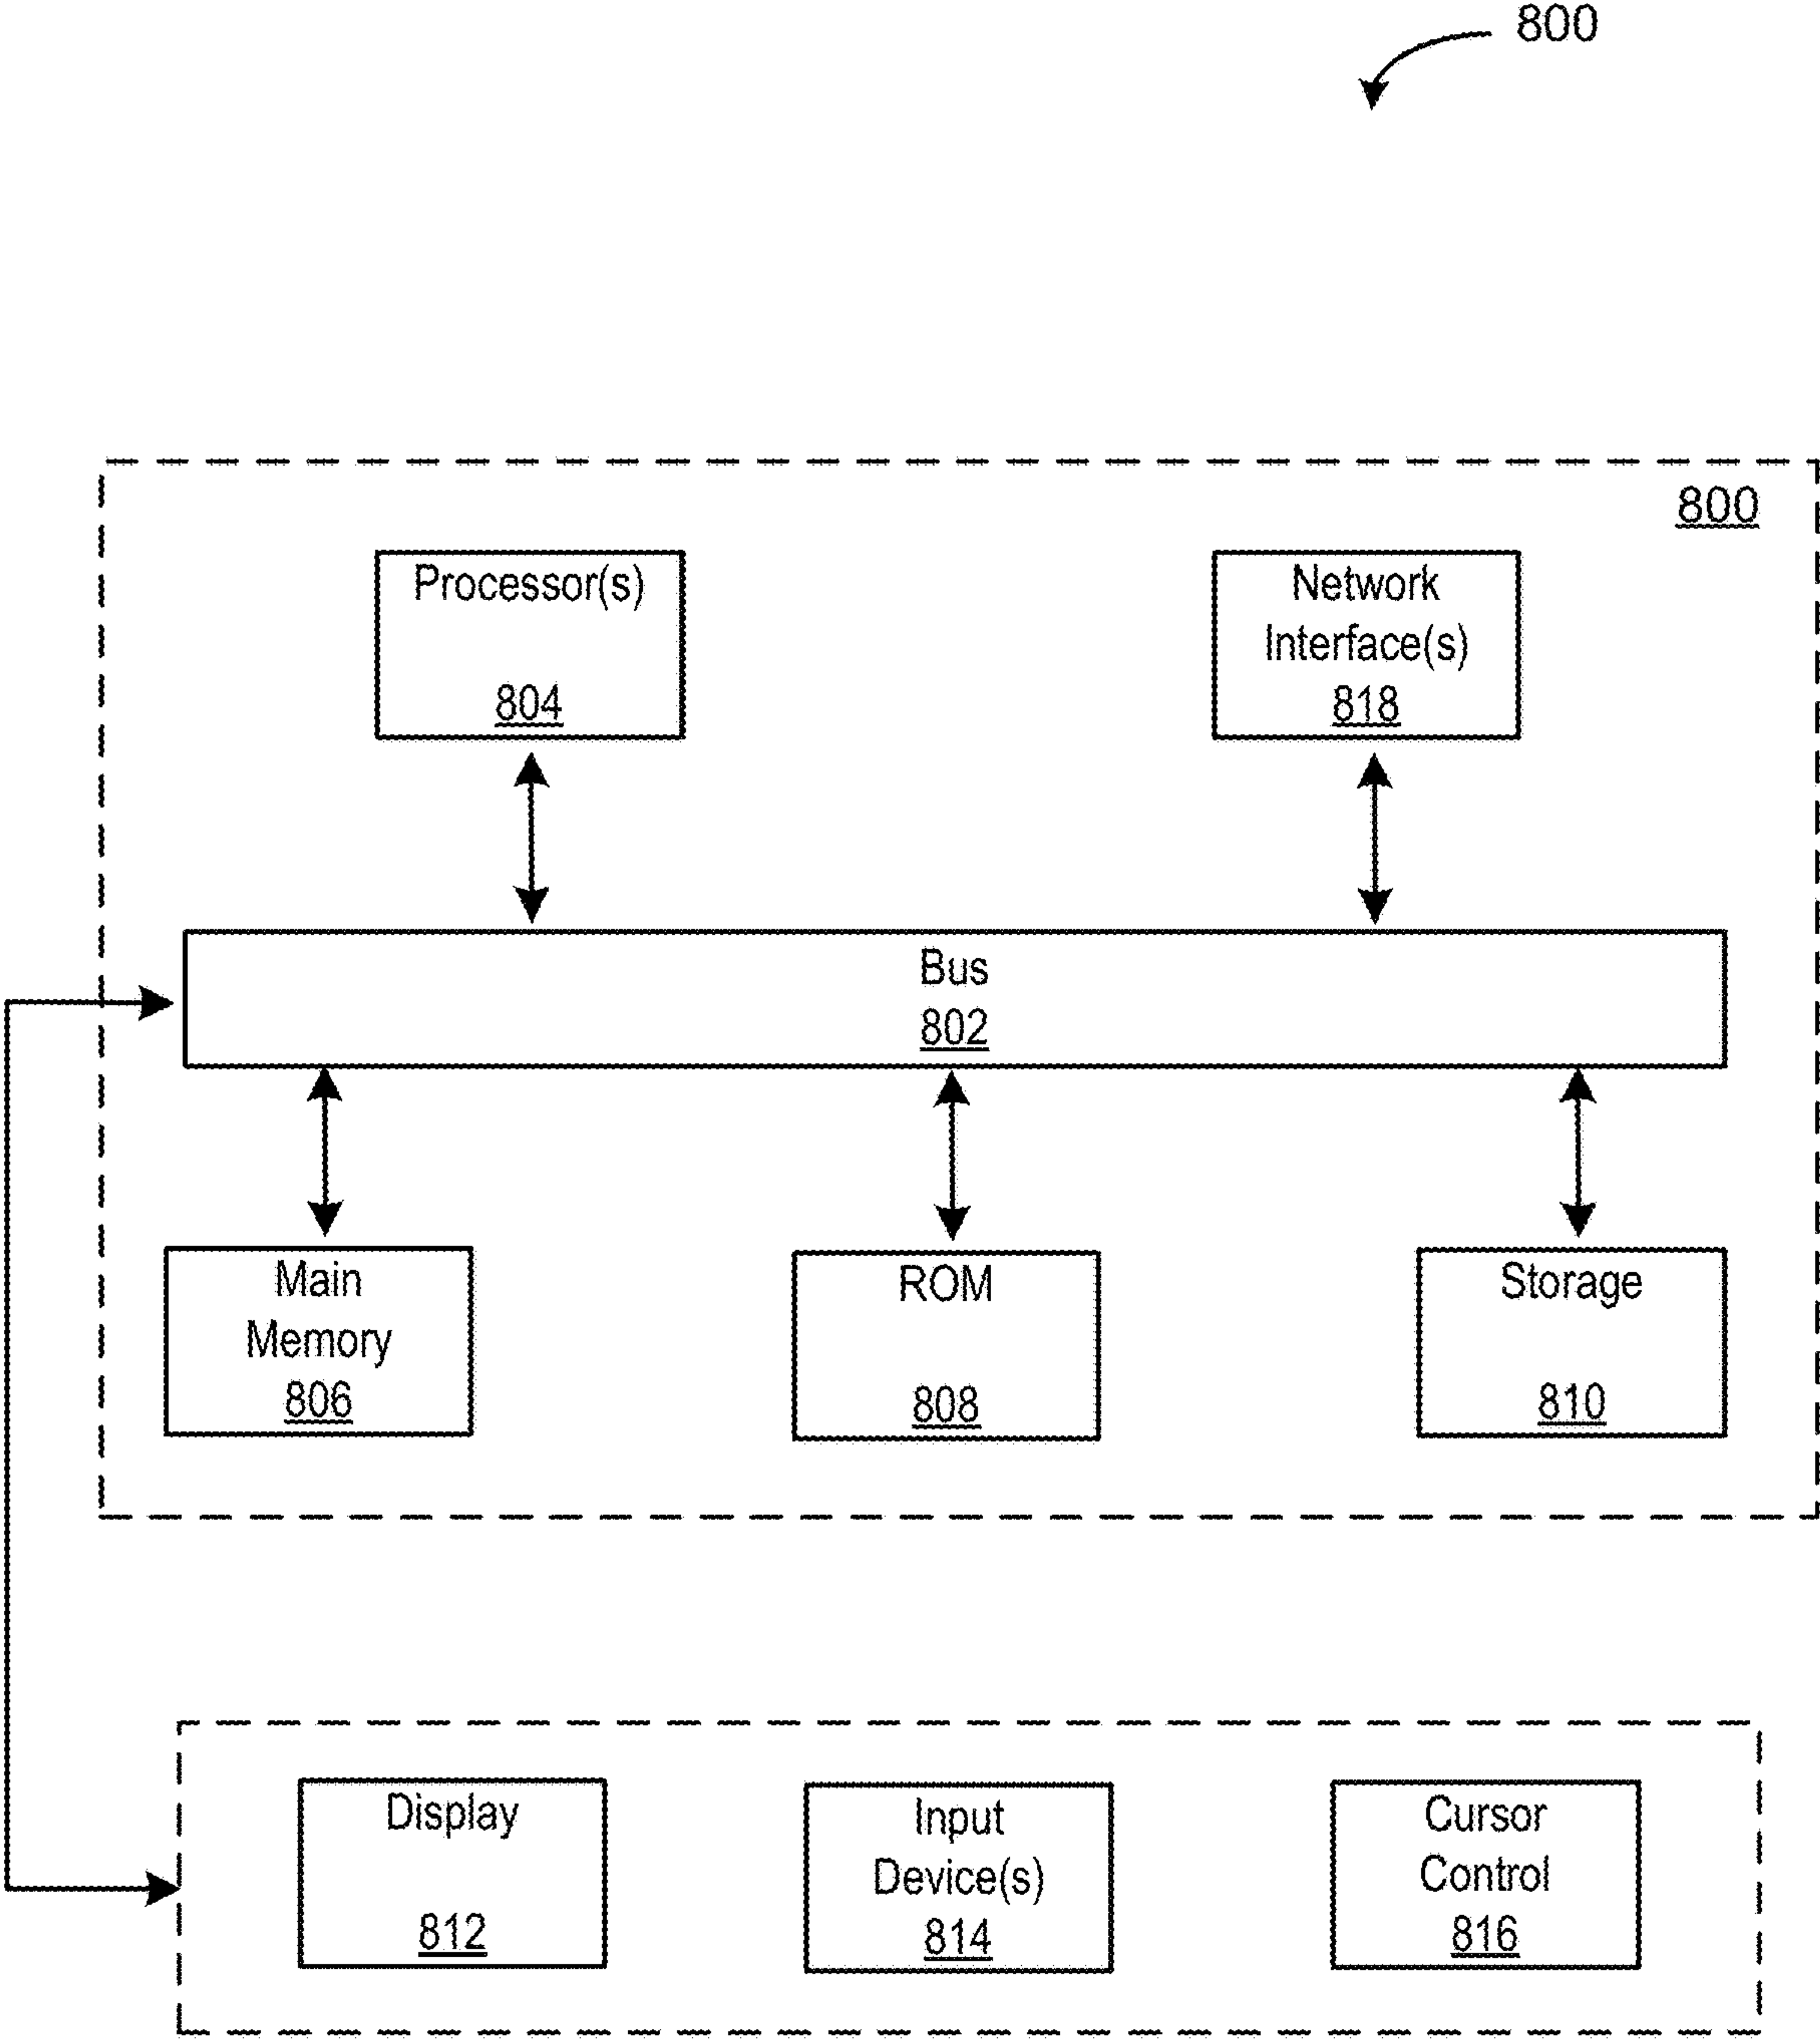 800
800
Processor(s)
804
Network
Interface(s)
818
Bus
802
Main
Memory
806
ROM
808
Storage
810
Display
812
Input
Device(s)
814
Cursor
Control
816